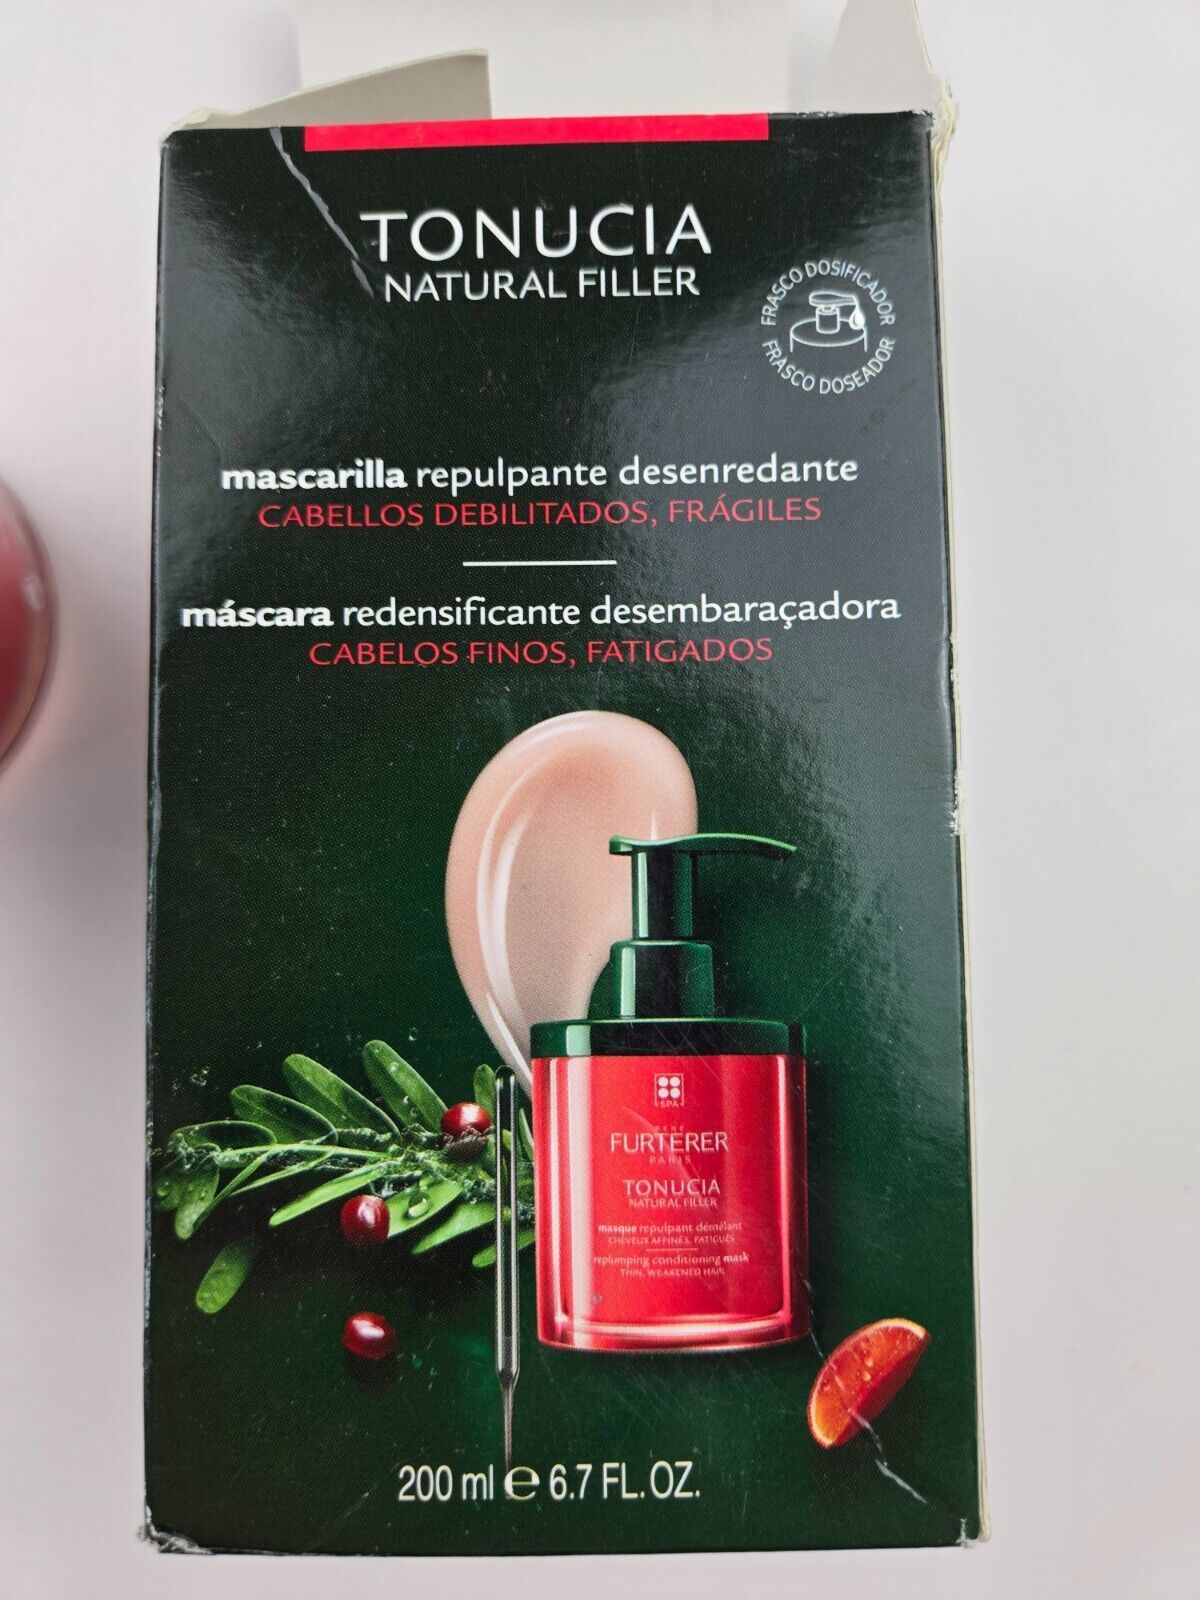 TONUCIA
NATURAL FILLER
FRASCO DOSIFICADOR
FRASCO DOSEADOR
mascarilla repulpante desenredante
CABELLOS DEBILITADOS, FRÁGILES
máscara redensificante desembaraçadora
CABELOS FINOS, FATIGADOS
SPA
RENE
FURTERER
PARIS
TONUCIA
NATURAL FILLER
masque repulpant démêlant
CHEVEUX AFFINÉS, FATIGUÉS
replumping conditioning mask
THIN, WEAKENED HAIR
200 ml e 6.7 FL. OZ.